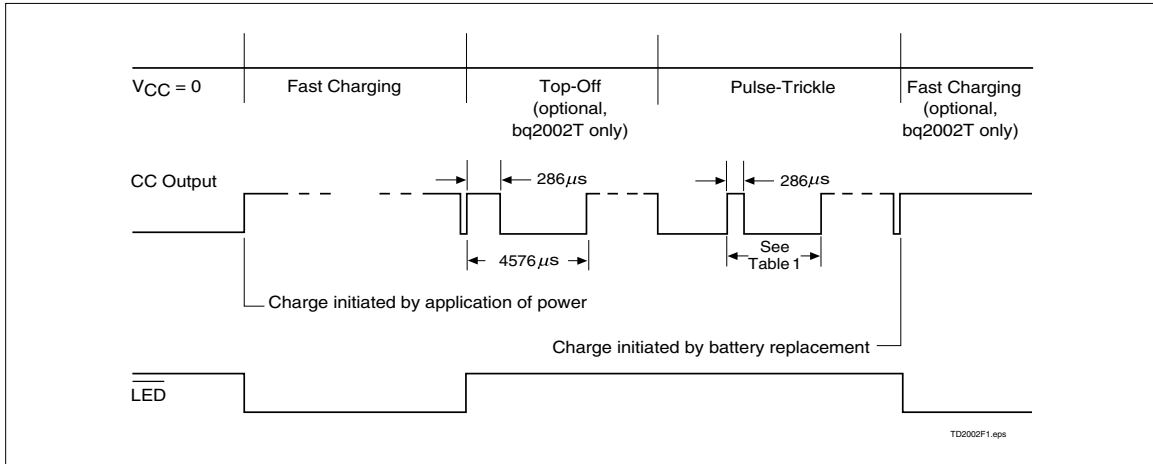 VCC = 0
Fast Charging
Top-Off
(optional,
bq2002T only)
Pulse-Trickle
Fast Charging
(optional,
bq2002T only)
CC Output
286µs
286µs
4576µs
See
Table 1
Charge initiated by application of power
Charge initiated by battery replacement
LED
TD2002F1.eps